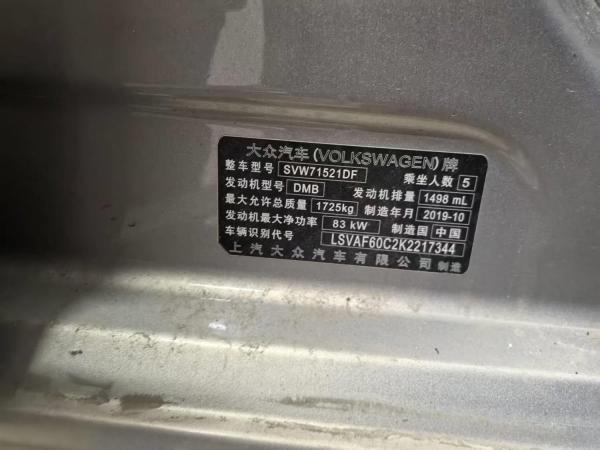 大众汽车(VOLKSWAGEN)牌
整车型号 SVW71521DF 乘坐人数 5
发动机型号 DMB 发动机排量 1498 mL
最大允许总质量 1725kg 制造年月 2019-10
发动机最大净功率 83 kW 制造国 中国
车辆识别代号 LSVAF60C2K2217344
上汽大众汽车有限公司 制造